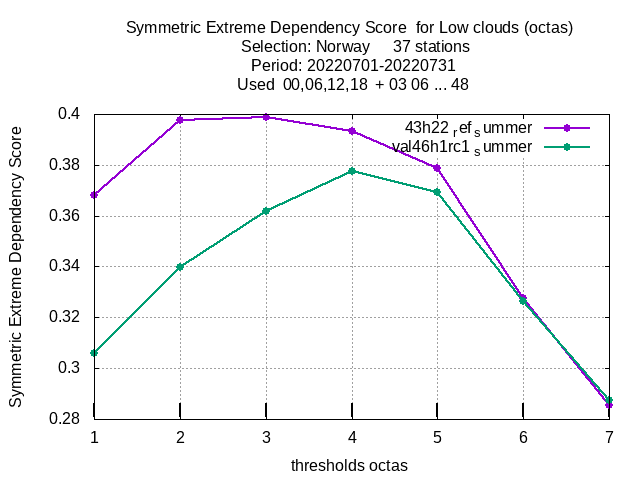 Symmetric Extreme Dependency Score  for Low clouds (octas)
Selection: Norway     37 stations
Period: 20220701-20220731
Used  00,06,12,18  + 03 06 ... 48
43h22 ref summer
val46h1rc1 summer
Symmetric Extreme Dependency Score
0.4
0.38
0.36
0.34
0.32
0.3
0.28
1 2 3 4 5 6 7
thresholds octas